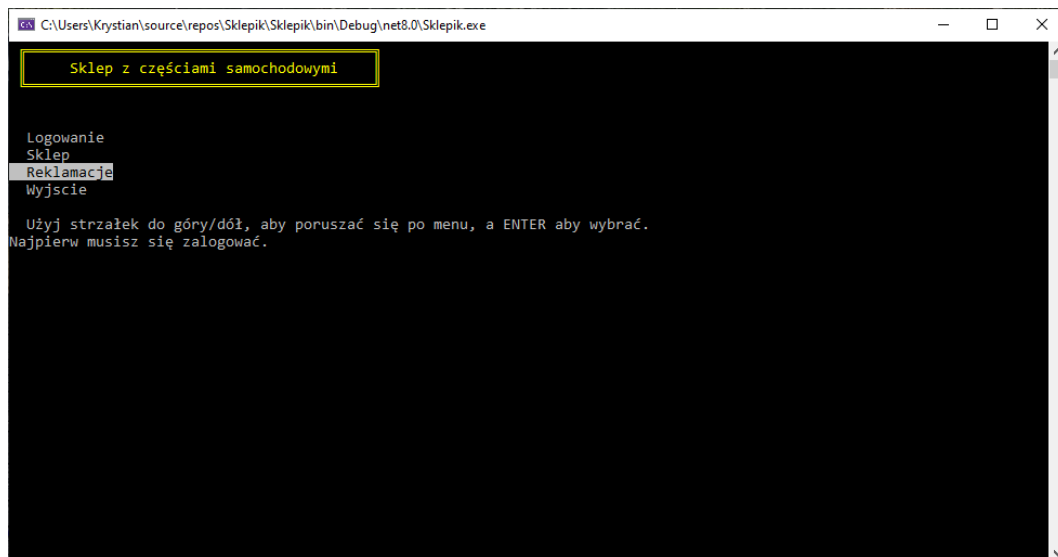 C:\Users\Krystian\source\repos\Sklepik\Sklepik\bin\Debug\net8.0\Sklepik.exe
Sklep z częściami samochodowymi
Logowanie
Sklep
Reklamacje
Wyjscie
Użyj strzałek do góry/dół, aby poruszać się po menu, a ENTER aby wybrać.
Najpierw musisz się zalogować.